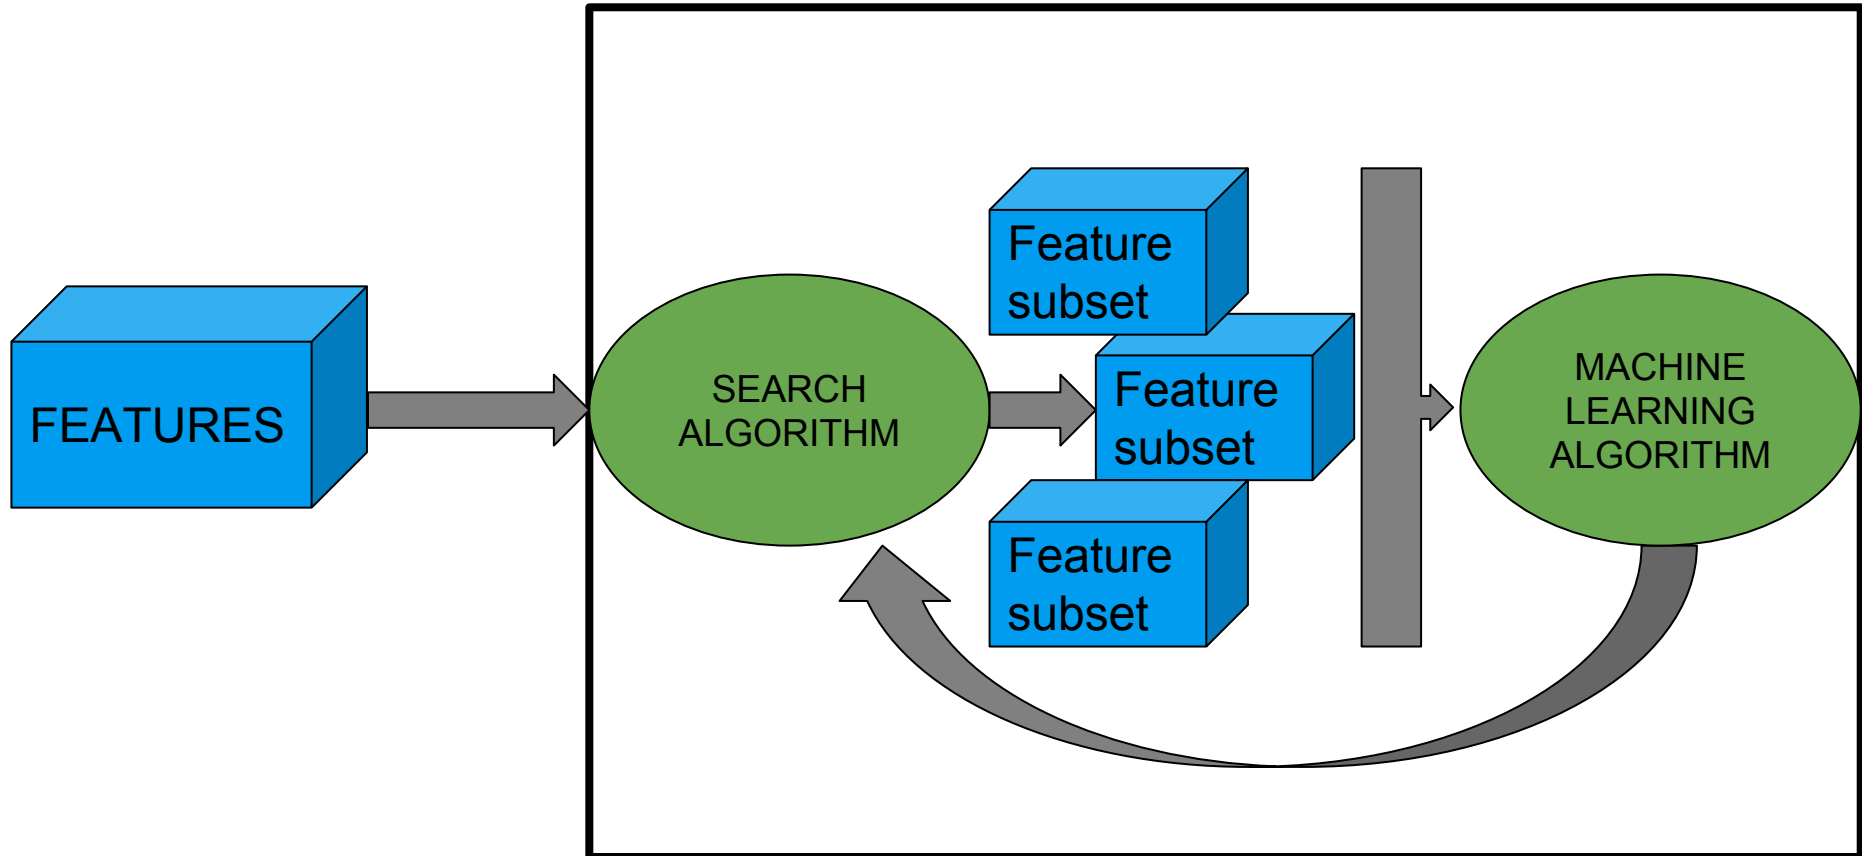 FEATURES
SEARCH
ALGORITHM
Feature
subset
Feature
subset
Feature
subset
MACHINE
LEARNING
ALGORITHM